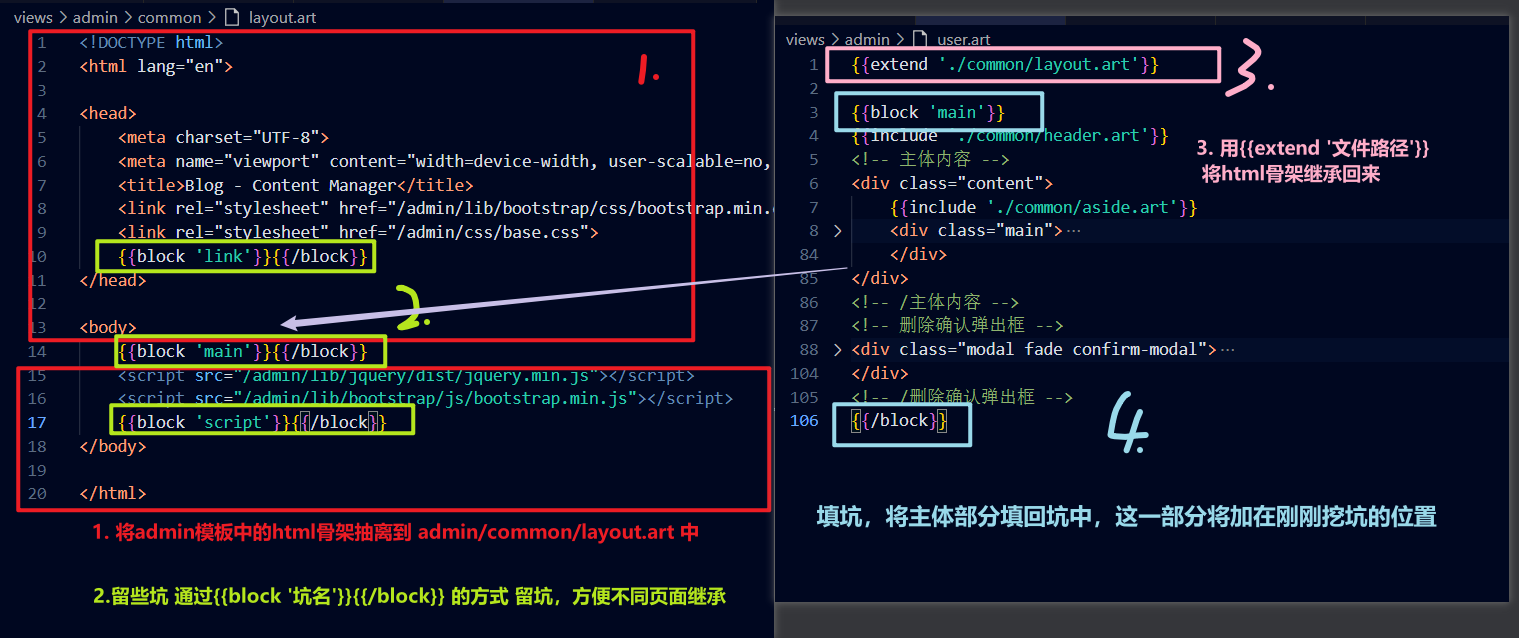 views > admin > common > layout.art
1 <!DOCTYPE html>
2 <html lang="en">
3
4 <head>
5 <meta charset="UTF-8">
6 <meta name="viewport" content="width=device-width, user-scalable=no,
7 <title>Blog - Content Manager</title>
8 <link rel="stylesheet" href="/admin/lib/bootstrap/css/bootstrap.min.
9 <link rel="stylesheet" href="/admin/css/base.css">
10 {{block 'link'}}{{/block}}
11 </head>
12
13 <body>
14 {{block 'main'}}{{/block}}
15 <script src="/admin/lib/jquery/dist/jquery.min.js"></script>
16 <script src="/admin/lib/bootstrap/js/bootstrap.min.js"></script>
17 {{block 'script'}}{{/block}}
18 </body>
19
20 </html>
1.
2.
1. 将admin模板中的html骨架抽离到 admin/common/layout.art 中
2.留些坑 通过{{block '坑名'}}{{/block}} 的方式 留坑，方便不同页面继承
views > admin > user.art
1 {{extend './common/layout.art'}}
2
3 {{block 'main'}}
4 {{include './common/header.art'}}
5 <!-- 主体内容 -->
6 <div class="content">
7 {{include './common/aside.art'}}
8 > <div class="main">···
84 </div>
85 </div>
86 <!-- /主体内容 -->
87 <!-- 删除确认弹出框 -->
88 > <div class="modal fade confirm-modal">···
104 </div>
105 <!-- /删除确认弹出框 -->
106 {{/block}}
3.
3. 用{{extend '文件路径'}}
将html骨架继承回来
4.
填坑，将主体部分填回坑中，这一部分将加在刚刚挖坑的位置